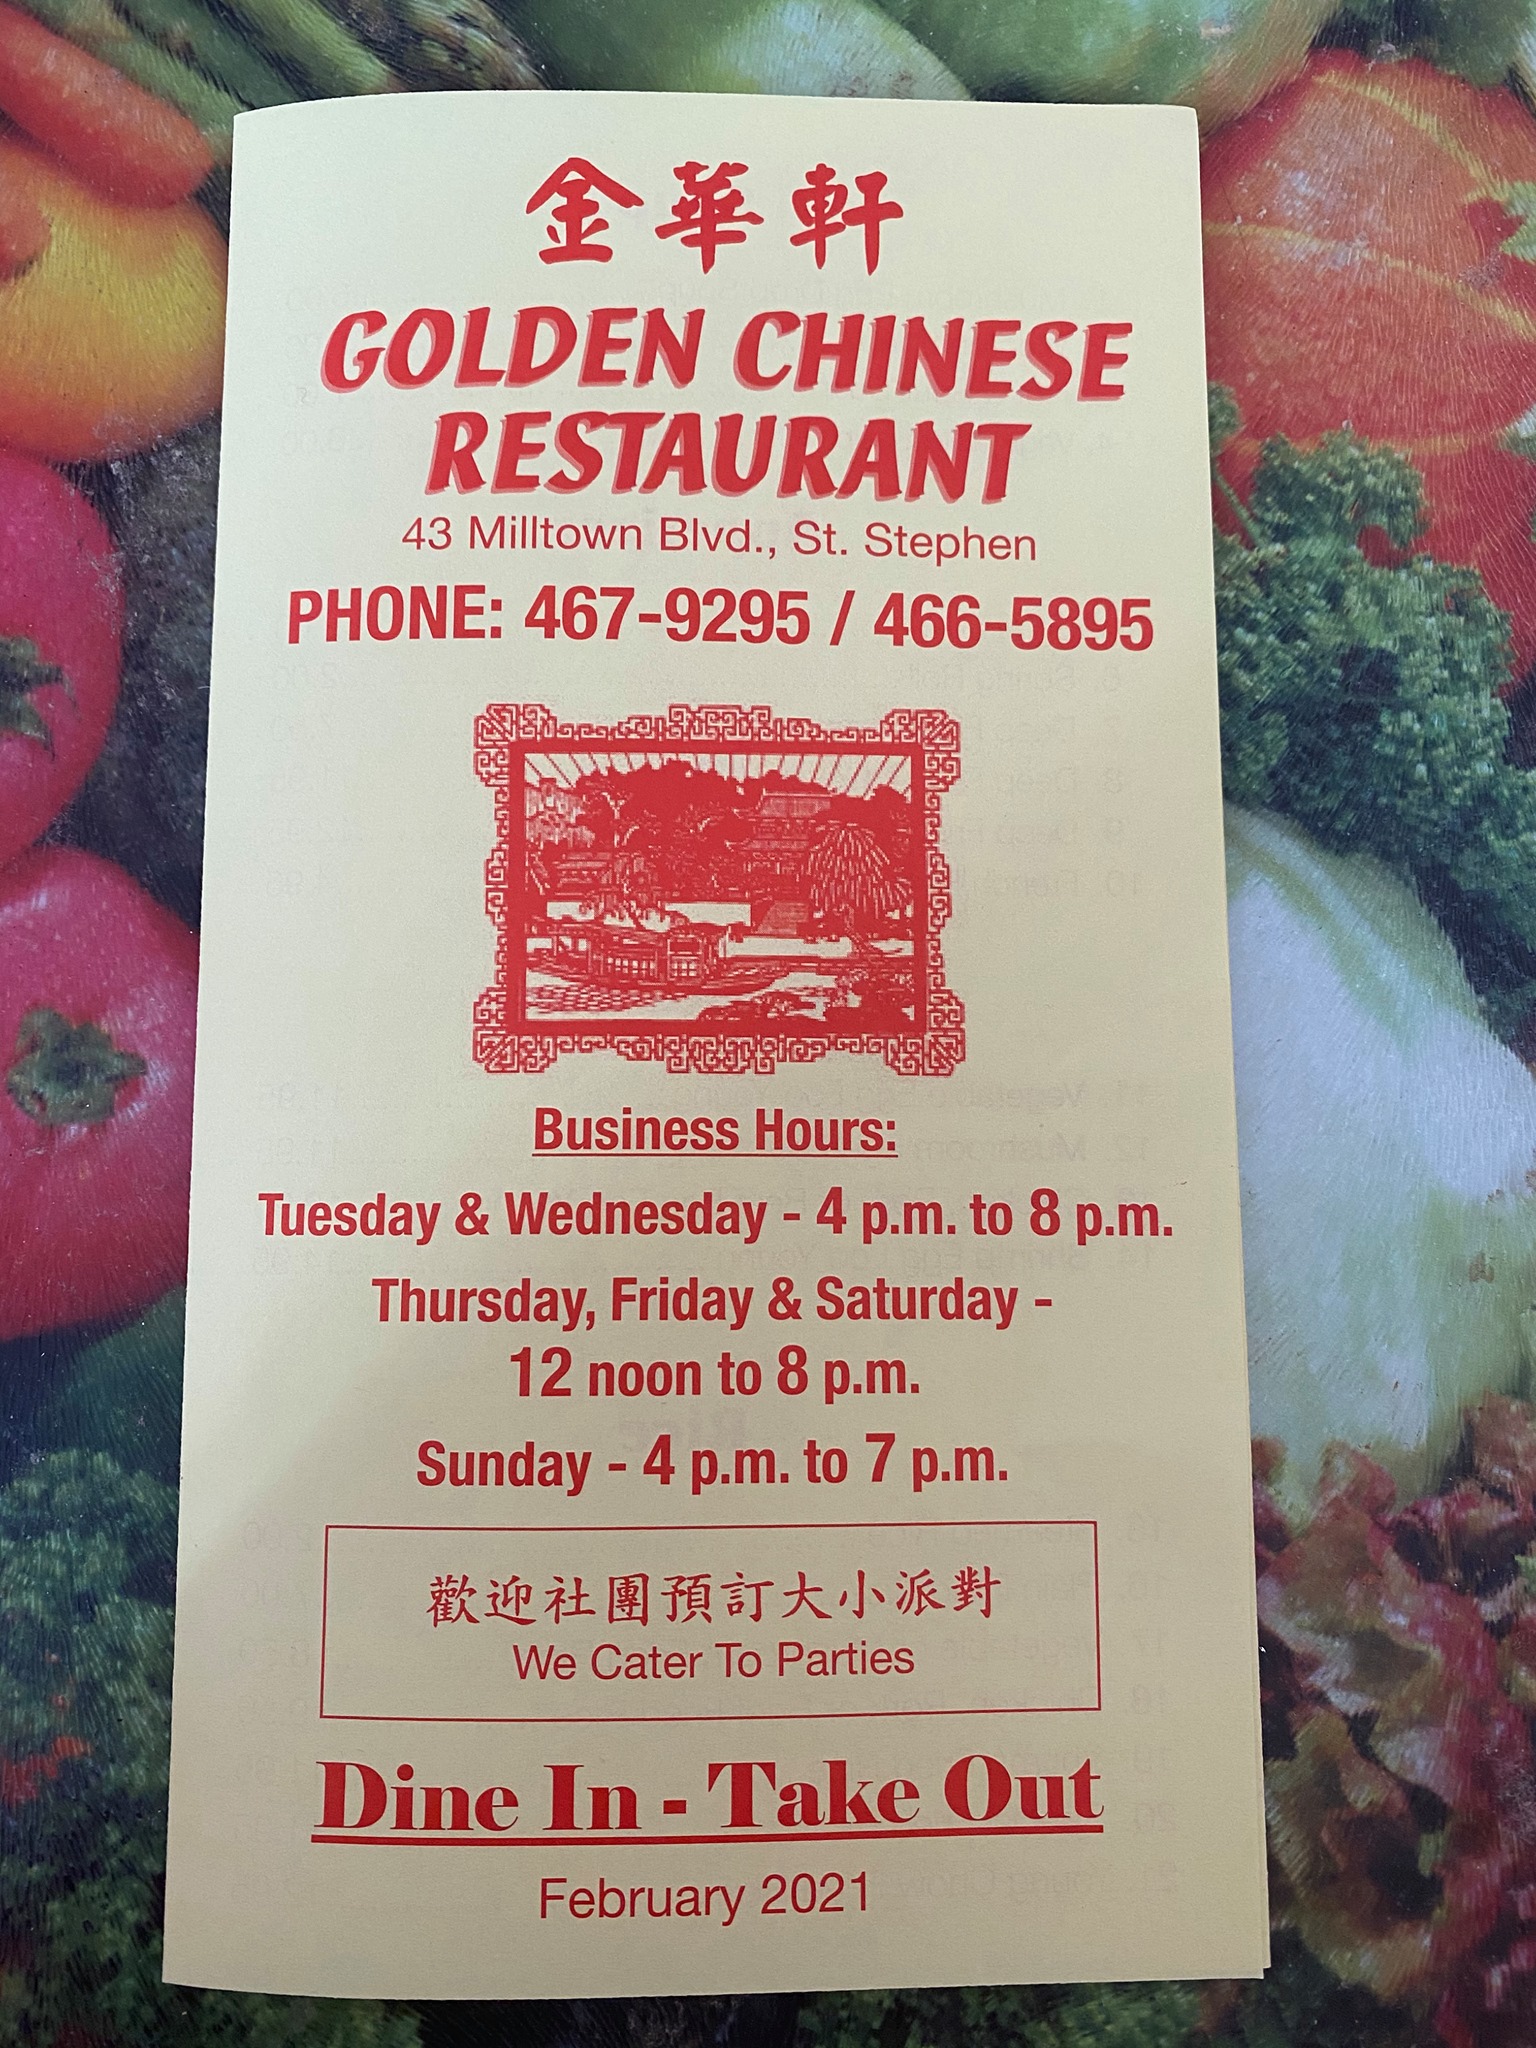 金華軒
GOLDEN CHINESE
RESTAURANT
43 Milltown Blvd., St. Stephen
PHONE: 467-9295 / 466-5895
Business Hours:
Tuesday & Wednesday - 4 p.m. to 8 p.m.
Thursday, Friday & Saturday -
12 noon to 8 p.m.
Sunday - 4 p.m. to 7 p.m.
歡迎社團預訂大小派對
We Cater To Parties
Dine In - Take Out
February 2021